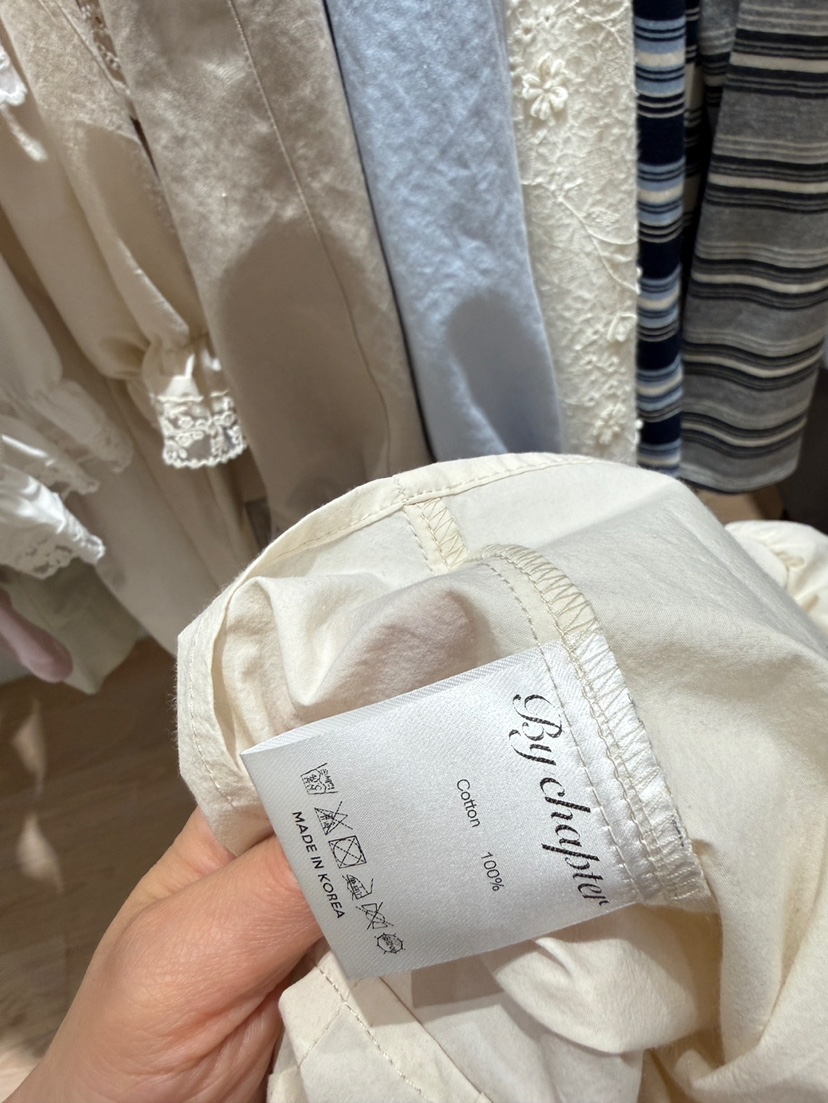 By chapter
Cotton 100%
MADE IN KOREA